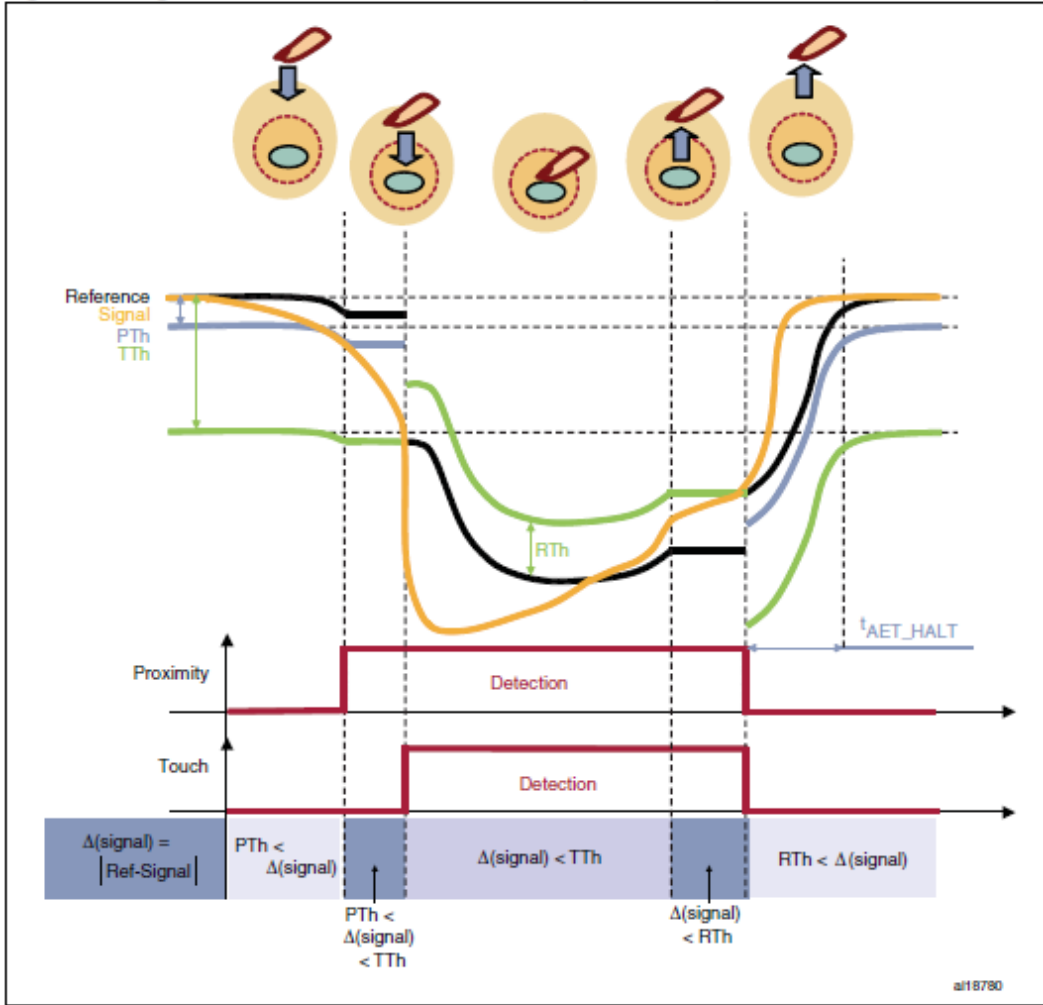 Reference
Signal
PTh
TTh
RTh
tAET_HALT
Proximity
Detection
Touch
Detection
Δ(signal) =
|Ref-Signal|
PTh <
Δ(signal)
Δ(signal) < TTh
RTh < Δ(signal)
PTh <
Δ(signal)
< TTh
Δ(signal)
< RTh
ai18780